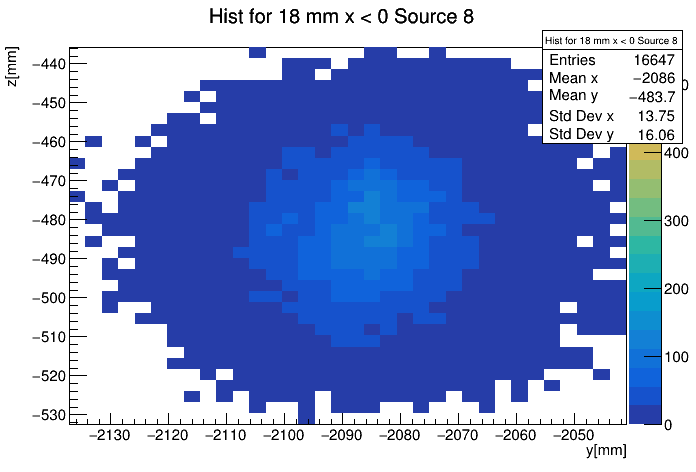 Hist for 18 mm x < 0 Source 8
Hist for 18 mm x < 0 Source 8
Entries 16647
Mean x −2086
Mean y −483.7
Std Dev x 13.75
Std Dev y 16.06
z[mm]
−440
−450
−460
−470
−480
−490
−500
−510
−520
−530
0
400
300
200
100
0
−2130 −2120 −2110 −2100 −2090 −2080 −2070 −2060 −2050
y[mm]